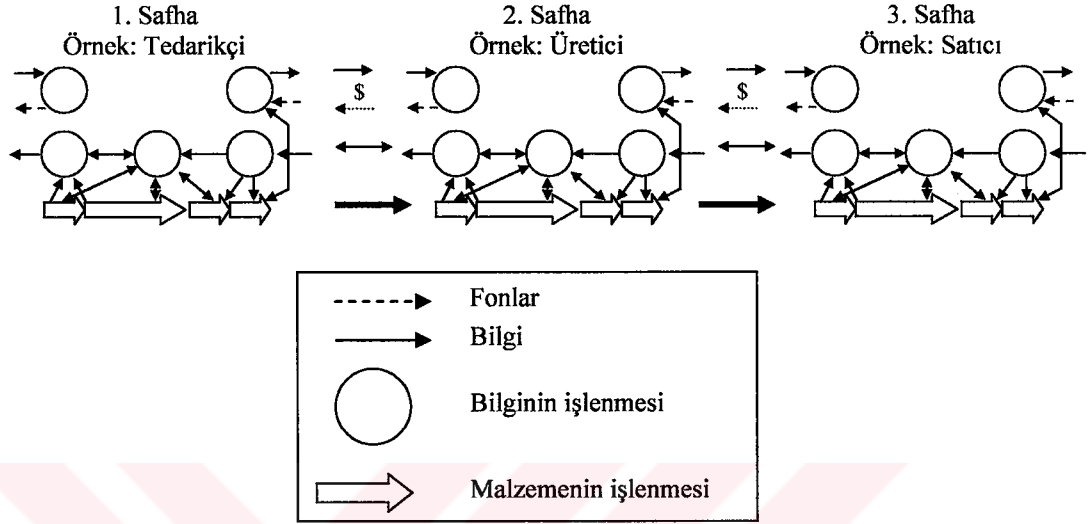 1. Safha
Örnek: Tedarikçi
2. Safha
Örnek: Üretici
3. Safha
Örnek: Satıcı
$
$
Fonlar
Bilgi
Bilginin işlenmesi
Malzemenin işlenmesi